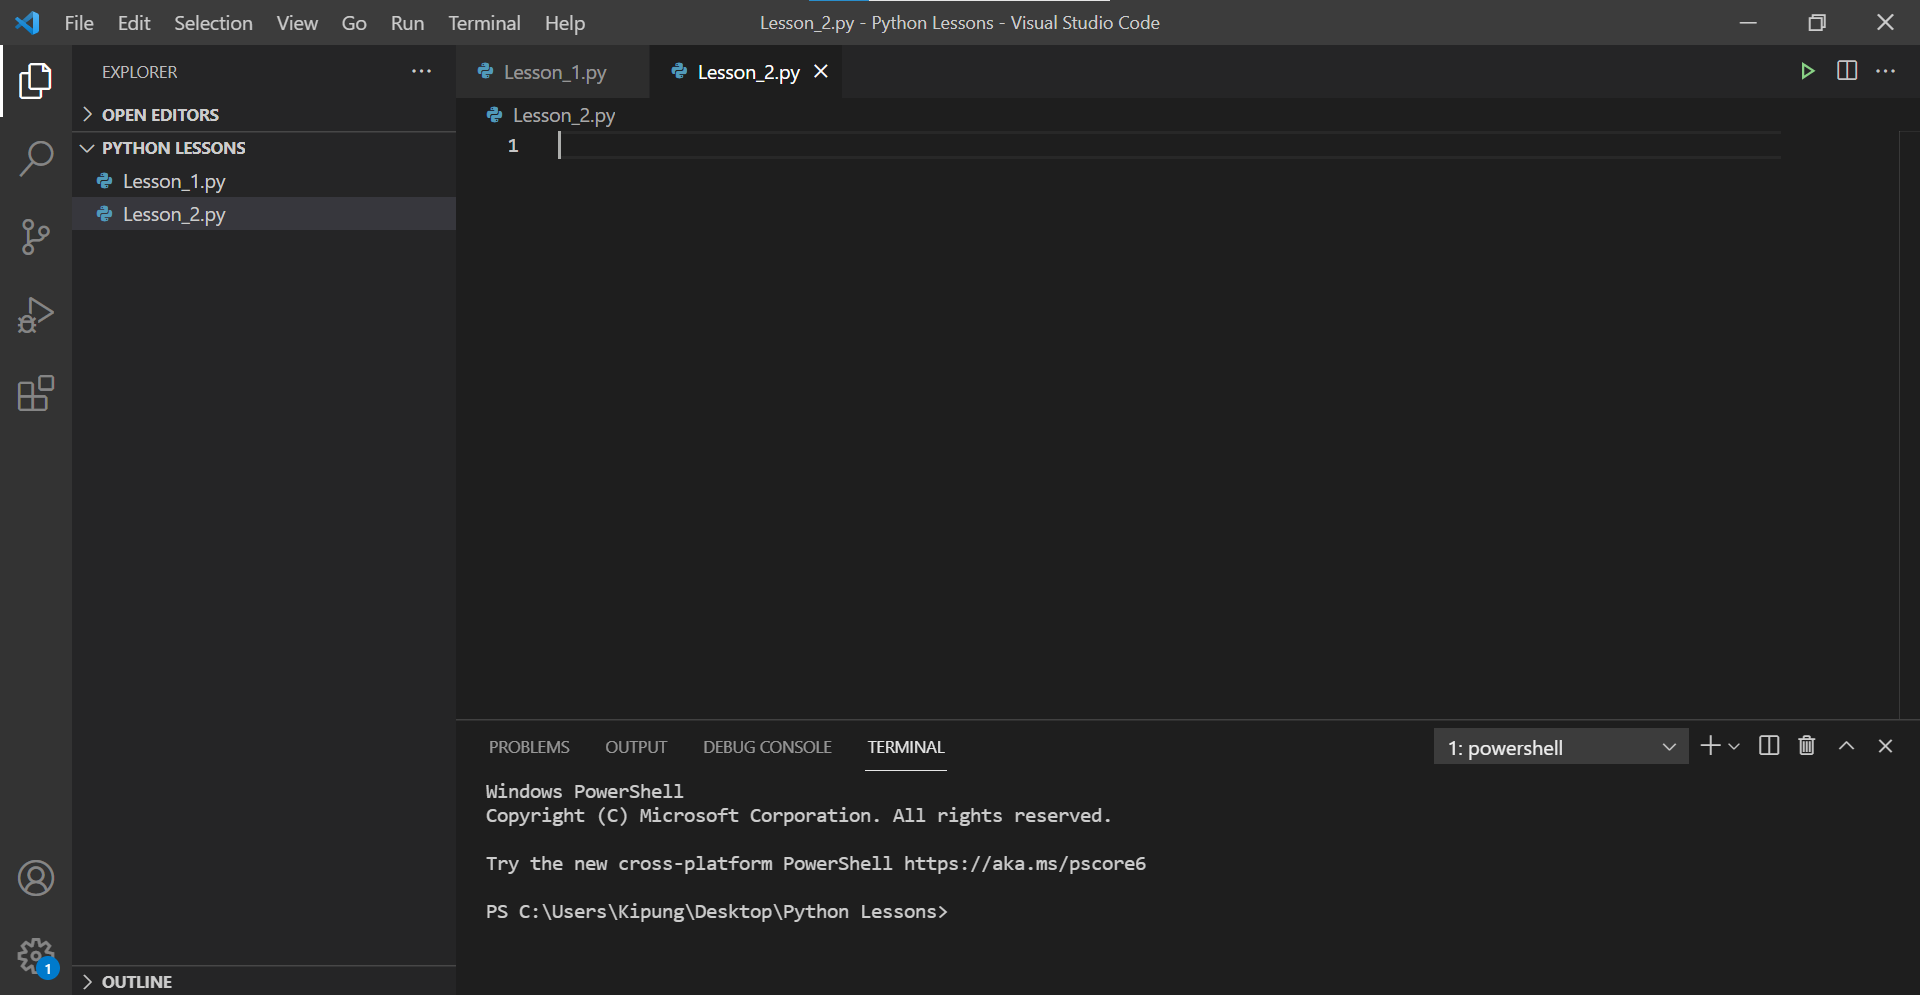 File Edit Selection View Go Run Terminal Help
Lesson_2.py - Python Lessons - Visual Studio Code
EXPLORER
OPEN EDITORS
PYTHON LESSONS
Lesson_1.py
Lesson_2.py
OUTLINE
1
Lesson_1.py
Lesson_2.py
Lesson_2.py
1
PROBLEMS OUTPUT DEBUG CONSOLE TERMINAL
1: powershell
Windows PowerShell
Copyright (C) Microsoft Corporation. All rights reserved.
Try the new cross-platform PowerShell https://aka.ms/pscore6
PS C:\Users\Kipung\Desktop\Python Lessons>